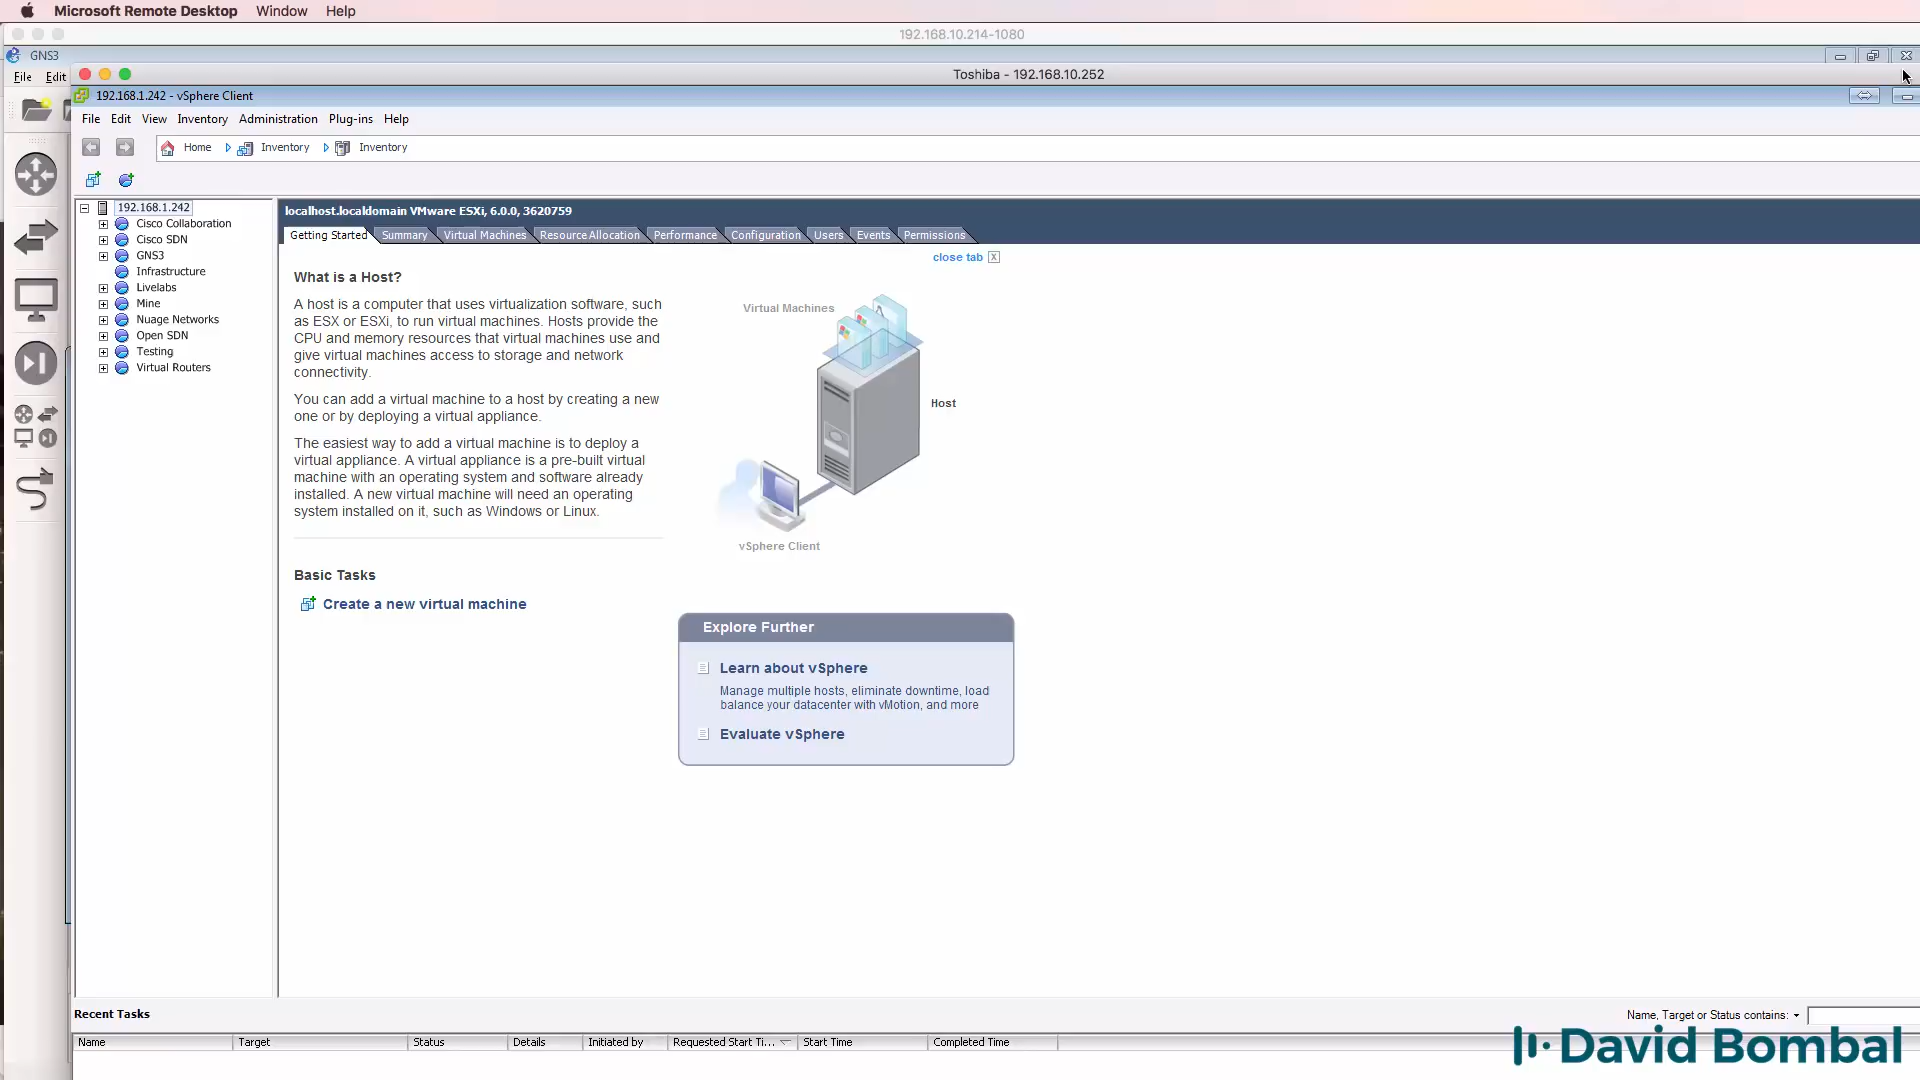 Microsoft Remote Desktop Window Help
192.168.10.214-1080
GNS3
File Edit
Toshiba - 192.168.10.252
192.168.1.242 - vSphere Client
File Edit View Inventory Administration Plug-ins Help
Home Inventory Inventory
192.168.1.242
Cisco Collaboration
Cisco SDN
GNS3
Infrastructure
Livelabs
Mine
Nuage Networks
Open SDN
Testing
Virtual Routers
localhost.localdomain VMware ESXi, 6.0.0, 3620759
Getting Started Summary Virtual Machines Resource Allocation Performance Configuration Users Events Permissions
close tab X
What is a Host?
A host is a computer that uses virtualization software, such
as ESX or ESXi, to run virtual machines. Hosts provide the
CPU and memory resources that virtual machines use and
give virtual machines access to storage and network
connectivity.
You can add a virtual machine to a host by creating a new
one or by deploying a virtual appliance.
The easiest way to add a virtual machine is to deploy a
virtual appliance. A virtual appliance is a pre-built virtual
machine with an operating system and software already
installed. A new virtual machine will need an operating
system installed on it, such as Windows or Linux.
Virtual Machines
Host
vSphere Client
Basic Tasks
Create a new virtual machine
Explore Further
Learn about vSphere
Manage multiple hosts, eliminate downtime, load
balance your datacenter with vMotion, and more
Evaluate vSphere
Recent Tasks
Name, Target or Status contains:
Name Target Status Details Initiated by Requested Start Ti... Start Time Completed Time
David Bombal